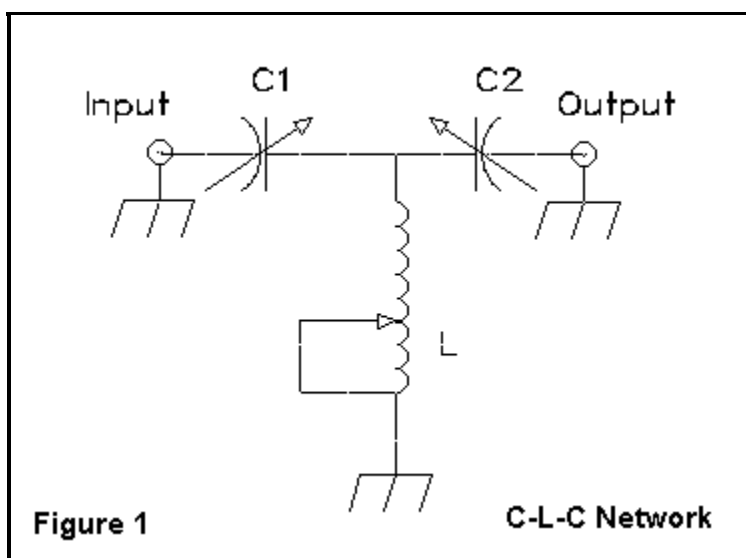 C1
C2
Input
Output
L
Figure 1
C-L-C Network